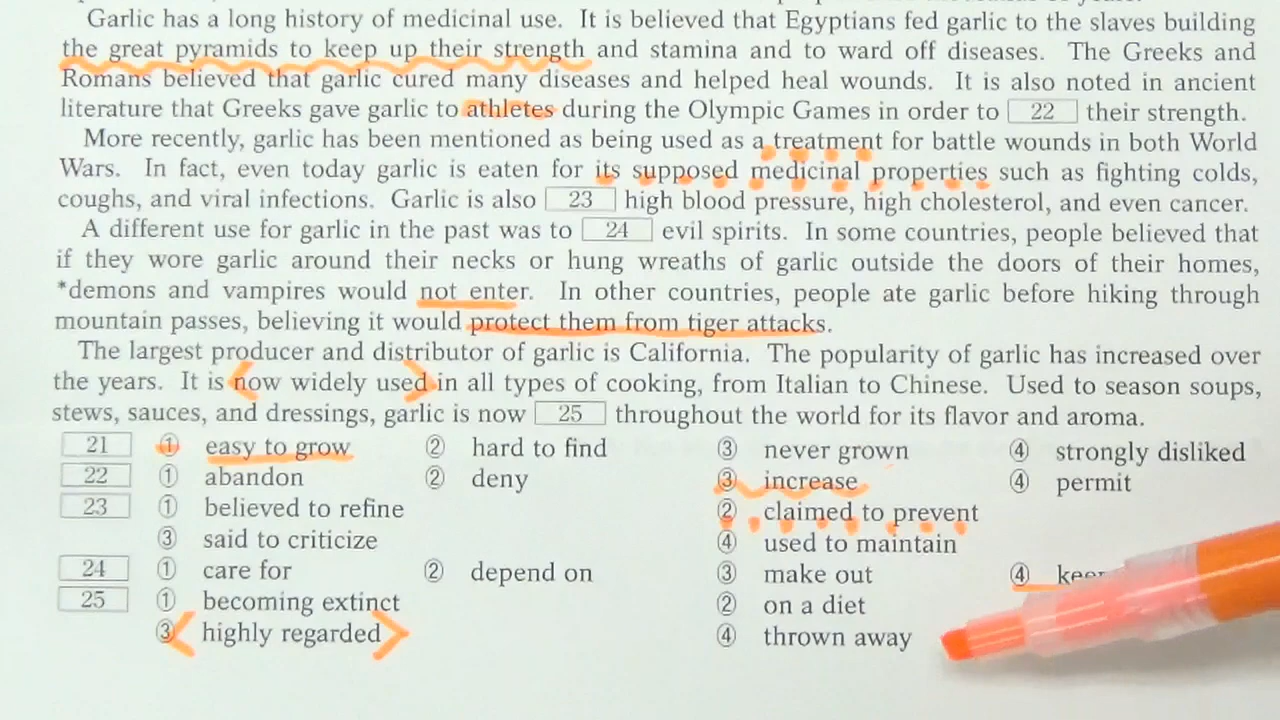 Garlic has a long history of medicinal use. It is believed that Egyptians fed garlic to the slaves building
the great pyramids to keep up their strength and stamina and to ward off diseases. The Greeks and
Romans believed that garlic cured many diseases and helped heal wounds. It is also noted in ancient
literature that Greeks gave garlic to athletes during the Olympic Games in order to 22 their strength.
More recently, garlic has been mentioned as being used as a treatment for battle wounds in both World
Wars. In fact, even today garlic is eaten for its supposed medicinal properties such as fighting colds,
coughs, and viral infections. Garlic is also 23 high blood pressure, high cholesterol, and even cancer.
A different use for garlic in the past was to 24 evil spirits. In some countries, people believed that
if they wore garlic around their necks or hung wreaths of garlic outside the doors of their homes,
*demons and vampires would not enter. In other countries, people ate garlic before hiking through
mountain passes, believing it would protect them from tiger attacks.
The largest producer and distributor of garlic is California. The popularity of garlic has increased over
the years. It is now widely used in all types of cooking, from Italian to Chinese. Used to season soups,
stews, sauces, and dressings, garlic is now 25 throughout the world for its flavor and aroma.
21 ① easy to grow ② hard to find ③ never grown ④ strongly disliked
22 ① abandon ② deny ③ increase ④ permit
23 ① believed to refine ② claimed to prevent
③ said to criticize ④ used to maintain
24 ① care for ② depend on ③ make out ④
25 ① becoming extinct ② on a diet
③ highly regarded ④ thrown away